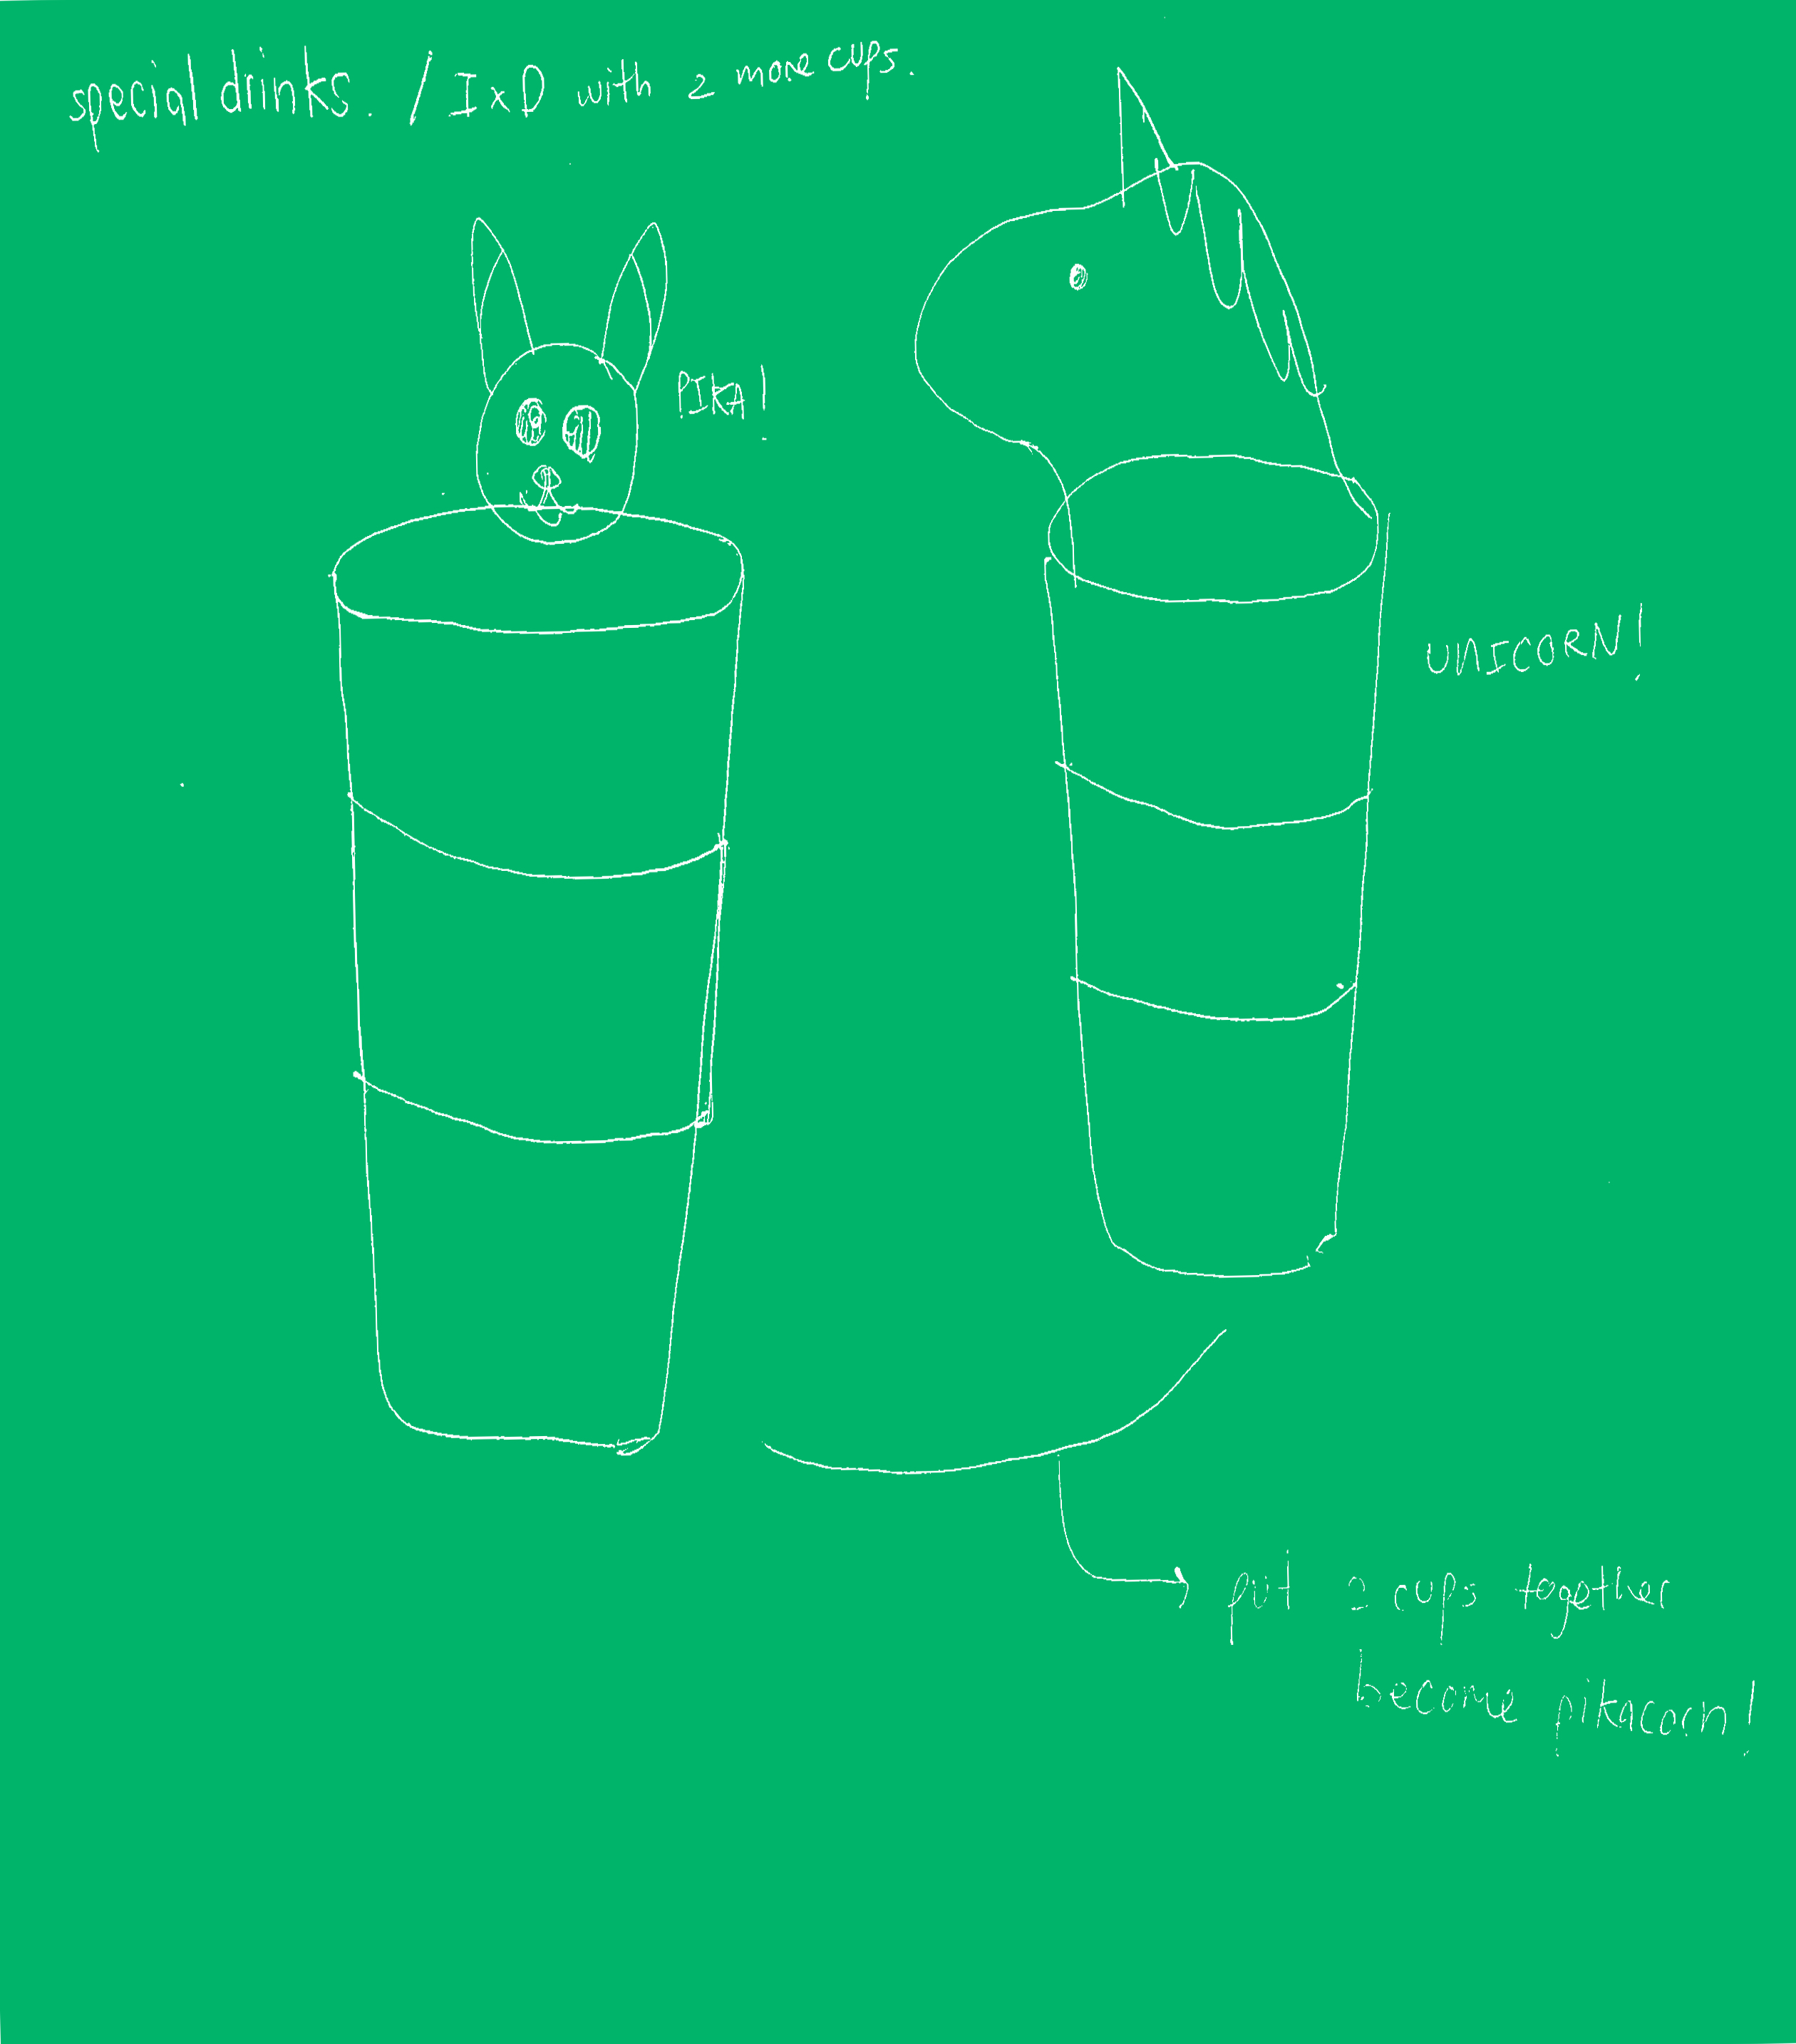 special drinks. / IxD with 2 more cups.
PIKA!
UNICORN!
put 2 cups together
become pikacorn!